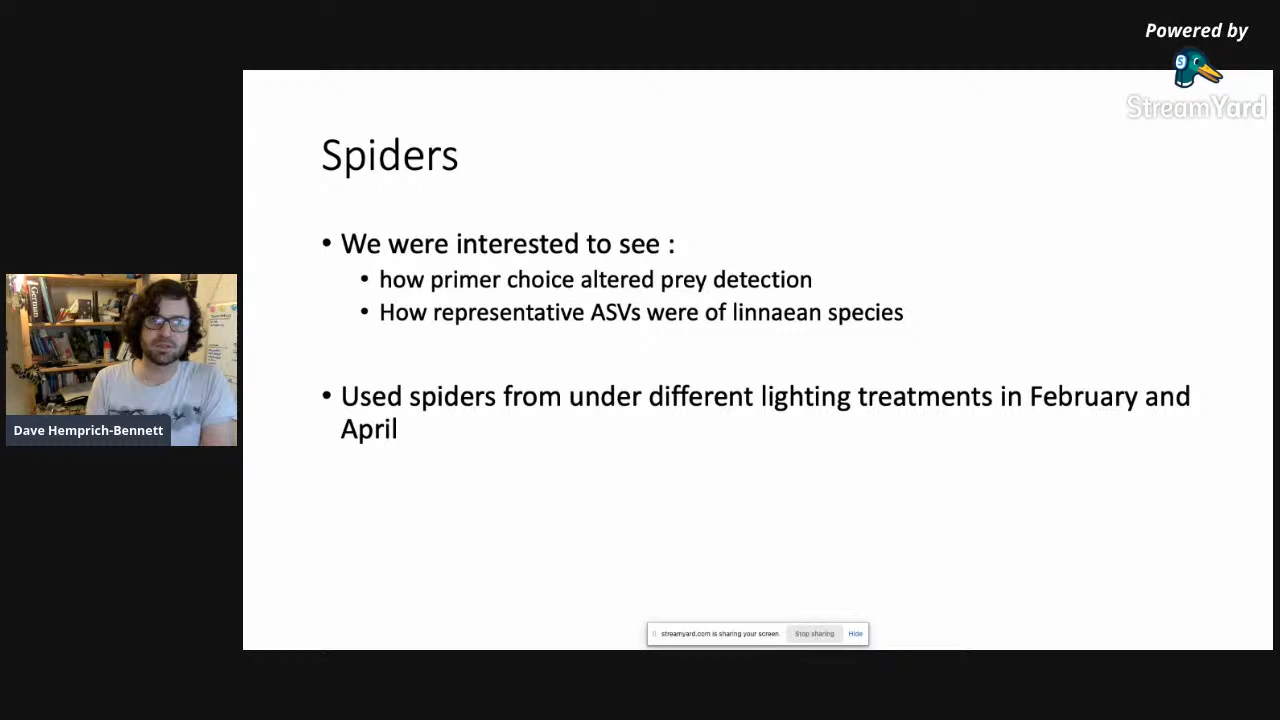 Powered by
StreamYard
Spiders
• We were interested to see :
• how primer choice altered prey detection
• How representative ASVs were of linnaean species
• Used spiders from under different lighting treatments in February and
April
German
Dave Hemprich-Bennett
streamyard.com is sharing your screen.
Stop sharing
Hide